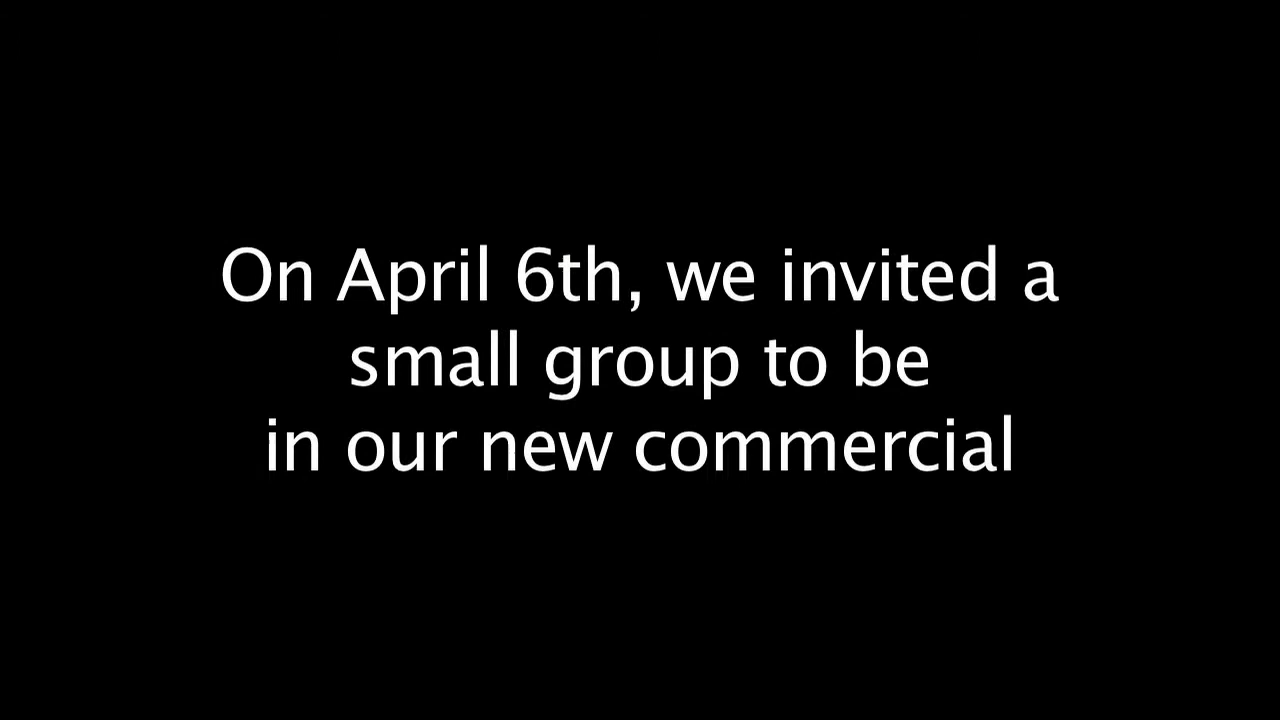 On April 6th, we invited a
small group to be
in our new commercial